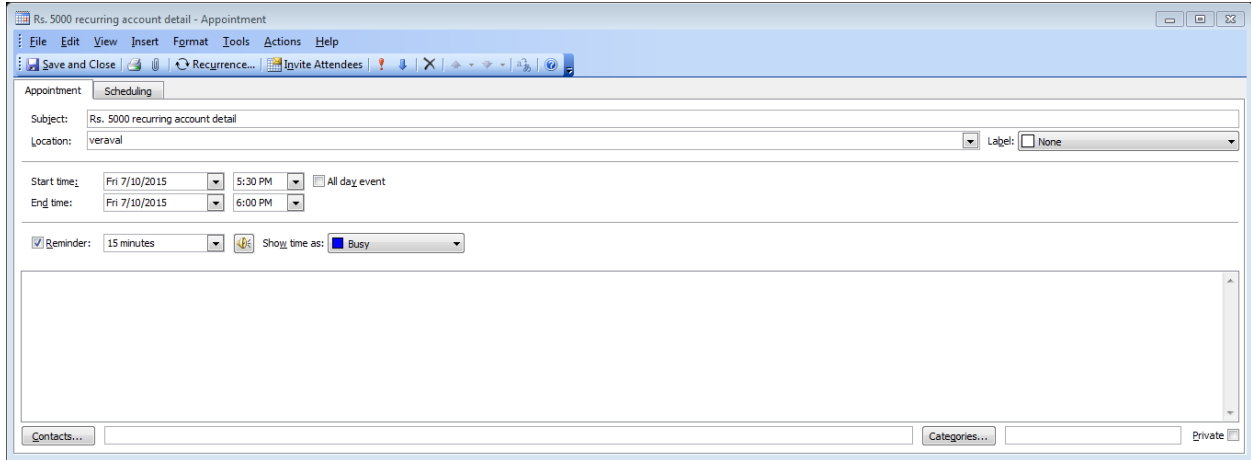 Rs. 5000 recurring account detail - Appointment
File Edit View Insert Format Tools Actions Help
Save and Close Recurrence... Invite Attendees
Appointment Scheduling
Subject: Rs. 5000 recurring account detail
Location: veraval Label: None
Start time: Fri 7/10/2015 5:30 PM All day event
End time: Fri 7/10/2015 6:00 PM
Reminder: 15 minutes Show time as: Busy
Contacts... Categories... Private